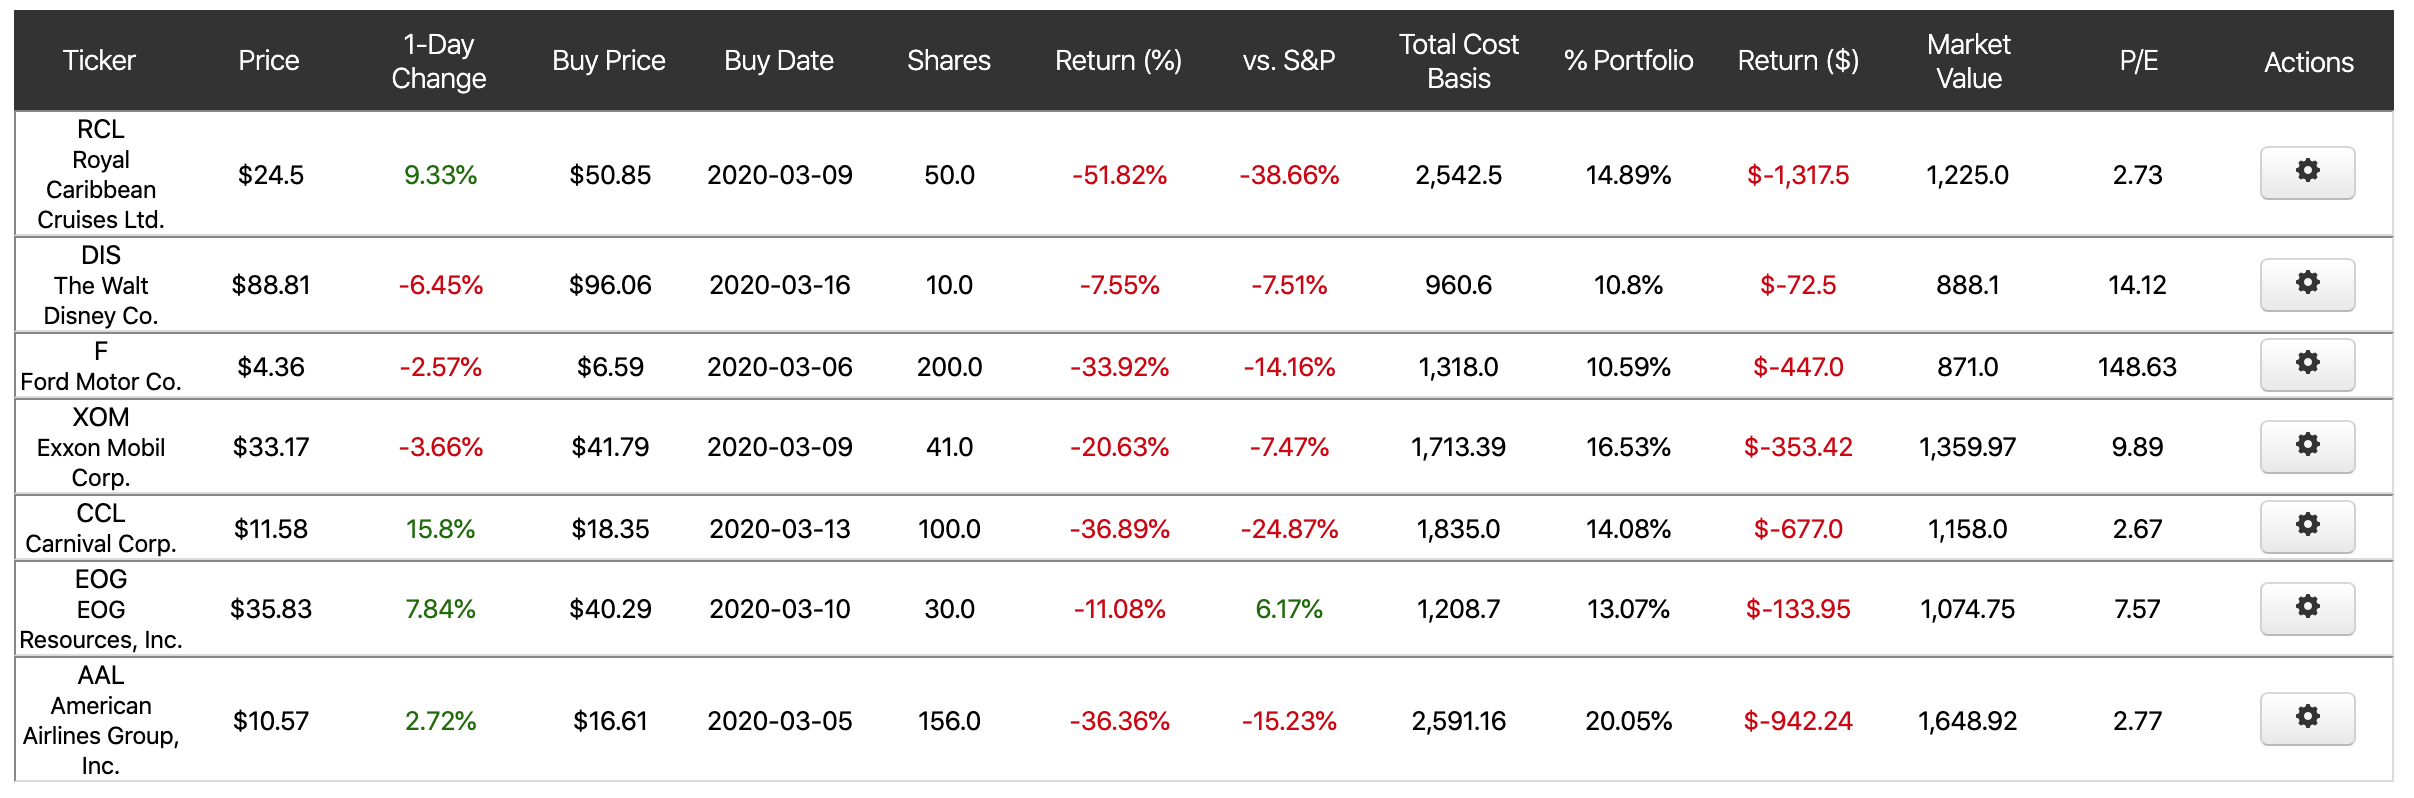 Ticker Price 1-Day Change Buy Price Buy Date Shares Return (%) vs. S&P Total Cost Basis % Portfolio Return ($) Market Value P/E Actions
RCL
Royal
Caribbean
Cruises Ltd.
$24.5 9.33% $50.85 2020-03-09 50.0 -51.82% -38.66% 2,542.5 14.89% $-1,317.5 1,225.0 2.73
DIS
The Walt
Disney Co.
$88.81 -6.45% $96.06 2020-03-16 10.0 -7.55% -7.51% 960.6 10.8% $-72.5 888.1 14.12
F
Ford Motor Co.
$4.36 -2.57% $6.59 2020-03-06 200.0 -33.92% -14.16% 1,318.0 10.59% $-447.0 871.0 148.63
XOM
Exxon Mobil
Corp.
$33.17 -3.66% $41.79 2020-03-09 41.0 -20.63% -7.47% 1,713.39 16.53% $-353.42 1,359.97 9.89
CCL
Carnival Corp.
$11.58 15.8% $18.35 2020-03-13 100.0 -36.89% -24.87% 1,835.0 14.08% $-677.0 1,158.0 2.67
EOG
EOG
Resources, Inc.
$35.83 7.84% $40.29 2020-03-10 30.0 -11.08% 6.17% 1,208.7 13.07% $-133.95 1,074.75 7.57
AAL
American
Airlines Group,
Inc.
$10.57 2.72% $16.61 2020-03-05 156.0 -36.36% -15.23% 2,591.16 20.05% $-942.24 1,648.92 2.77